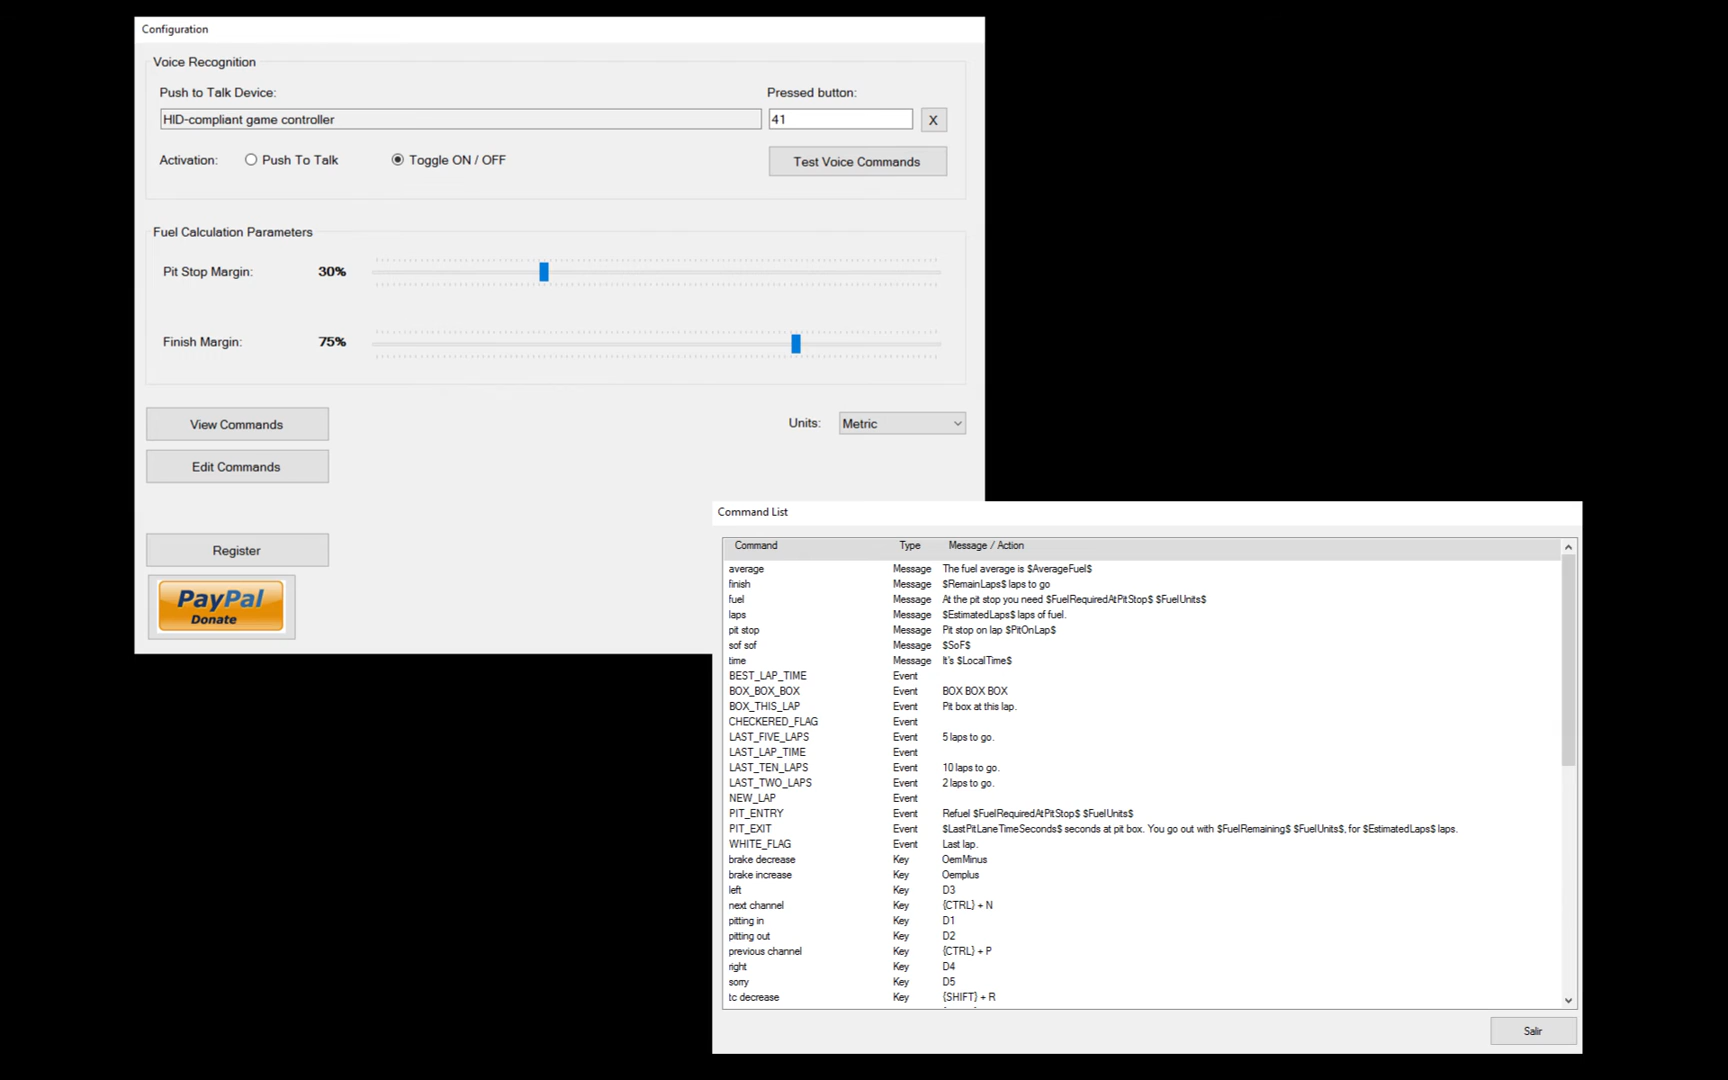 Configuration
Voice Recognition
Push to Talk Device:
Pressed button:
HID-compliant game controller
41
X
Activation:
Push To Talk
Toggle ON / OFF
Test Voice Commands
Fuel Calculation Parameters
Pit Stop Margin:
30%
Finish Margin:
75%
View Commands
Units:
Metric
Edit Commands
Register
PayPal
Donate
Command List
Command Type Message / Action
average Message The fuel average is $AverageFuel$
finish Message $RemainLaps$ laps to go
fuel Message At the pit stop you need $FuelRequiredAtPitStop$ $FuelUnits$
laps Message $EstimatedLaps$ laps of fuel.
pit stop Message Pit stop on lap $PitOnLap$
sof sof Message $SoF$
time Message It's $LocalTime$
BEST_LAP_TIME Event
BOX_BOX_BOX Event BOX BOX BOX
BOX_THIS_LAP Event Pit box at this lap.
CHECKERED_FLAG Event
LAST_FIVE_LAPS Event 5 laps to go.
LAST_LAP_TIME Event
LAST_TEN_LAPS Event 10 laps to go.
LAST_TWO_LAPS Event 2 laps to go.
NEW_LAP Event
PIT_ENTRY Event Refuel $FuelRequiredAtPitStop$ $FuelUnits$
PIT_EXIT Event $LastPitLaneTimeSeconds$ seconds at pit box. You go out with $FuelRemaining$ $FuelUnits$, for $EstimatedLaps$ laps.
WHITE_FLAG Event Last lap.
brake decrease Key OemMinus
brake increase Key Oemplus
left Key D3
next channel Key {CTRL} + N
pitting in Key D1
pitting out Key D2
previous channel Key {CTRL} + P
right Key D4
sorry Key D5
tc decrease Key {SHIFT} + R
Salir